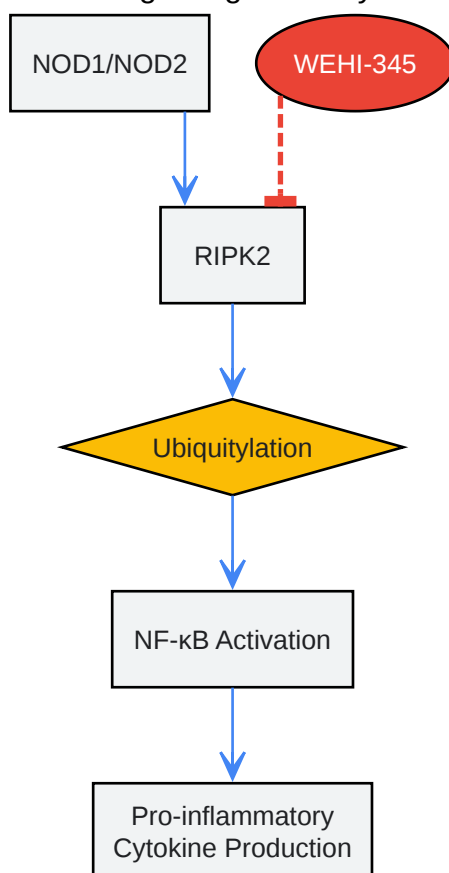 NOD1/NOD2
WEHI-345
RIPK2
Ubiquitylation
NF-κB Activation
Pro-inflammatory
Cytokine Production